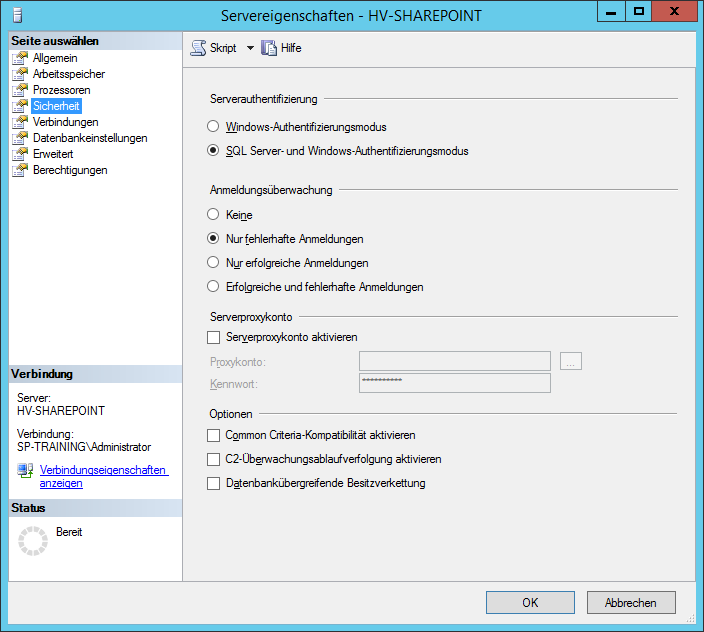 Servereigenschaften - HV-SHAREPOINT
Seite auswählen
Allgemein
Arbeitsspeicher
Prozessoren
Sicherheit
Verbindungen
Datenbankeinstellungen
Erweitert
Berechtigungen
Verbindung
Server:
HV-SHAREPOINT
Verbindung:
SP-TRAINING\Administrator
Verbindungseigenschaften
anzeigen
Status
Bereit
Skript
Hilfe
Serverauthentifizierung
Windows-Authentifizierungsmodus
SQL Server- und Windows-Authentifizierungsmodus
Anmeldungsüberwachung
Keine
Nur fehlerhafte Anmeldungen
Nur erfolgreiche Anmeldungen
Erfolgreiche und fehlerhafte Anmeldungen
Serverproxykonto
Serverproxykonto aktivieren
Proxykonto:
...
Kennwort:
**********
Optionen
Common Criteria-Kompatibilität aktivieren
C2-Überwachungsablaufverfolgung aktivieren
Datenbankübergreifende Besitzverkettung
OK
Abbrechen